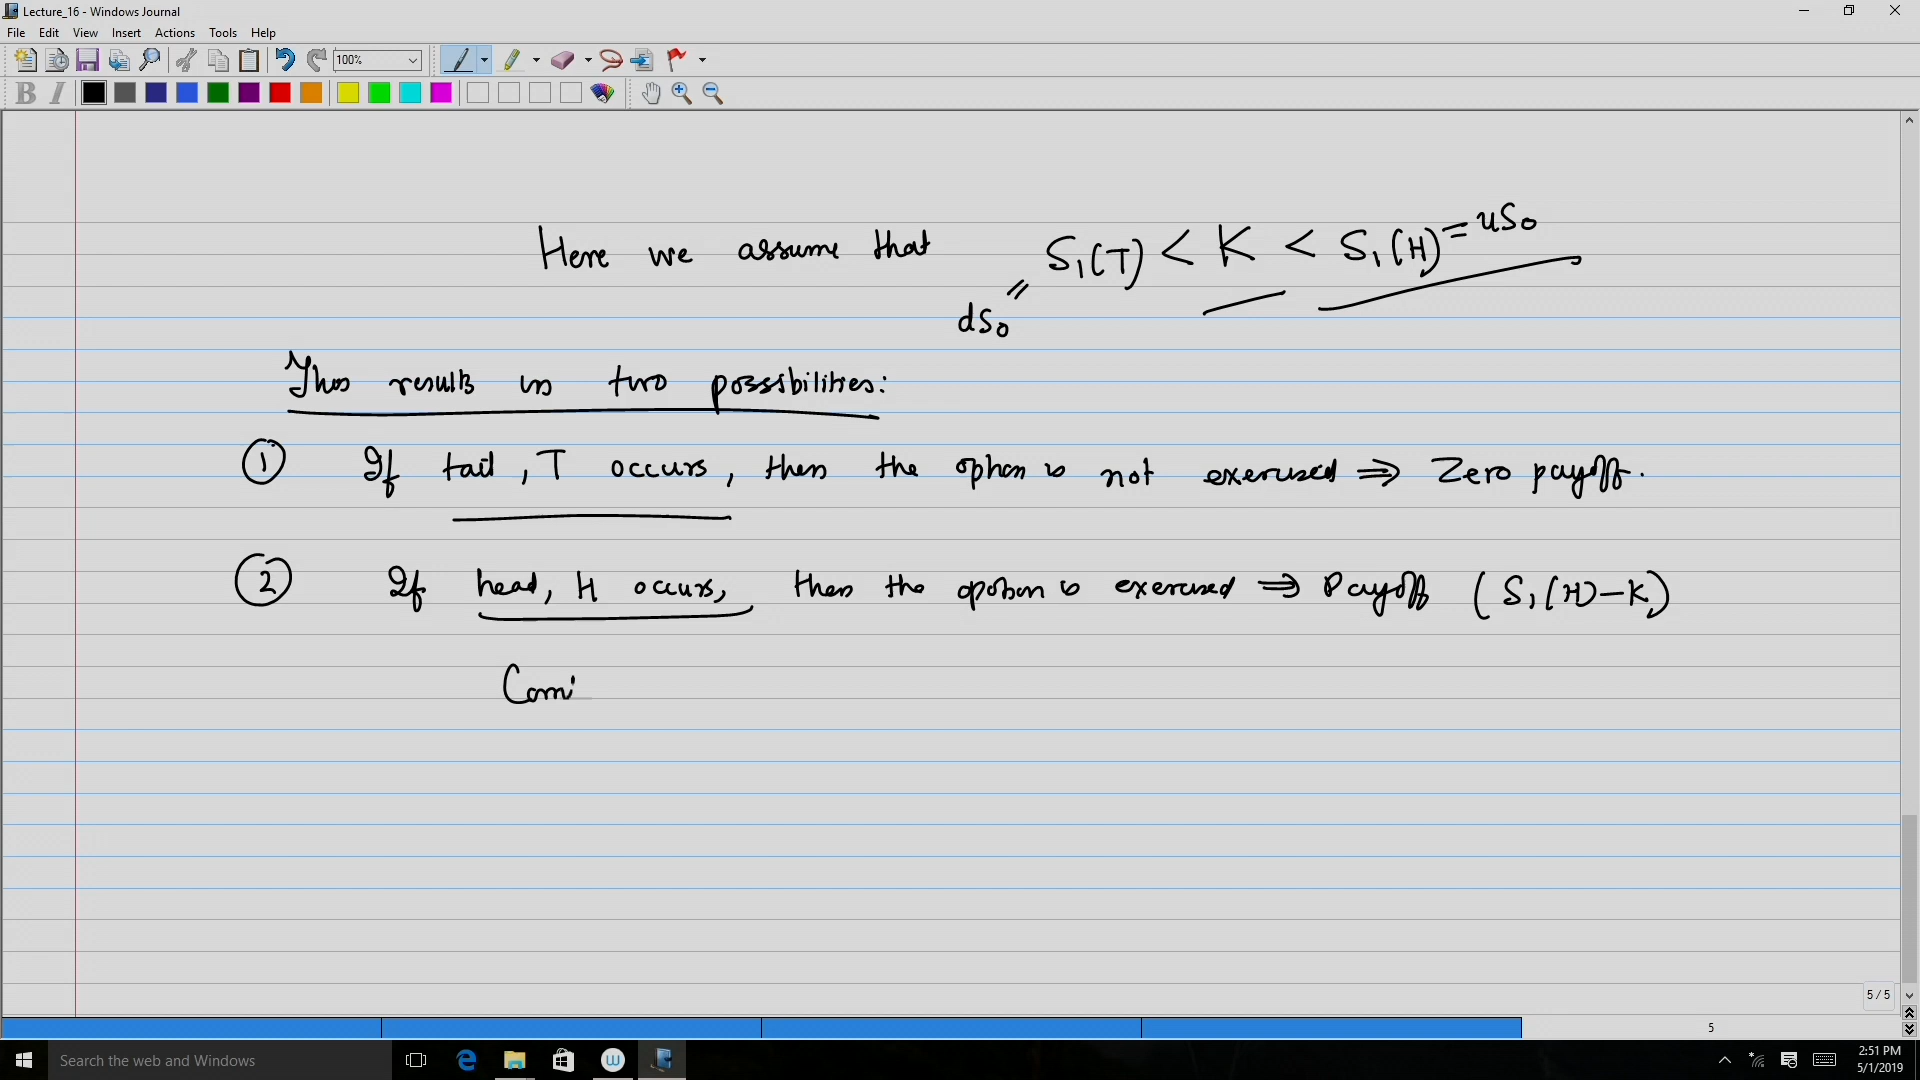 Lecture_16 - Windows Journal
File Edit View Insert Actions Tools Help
100%
B I
Here we assume that S₁(T) < K < S₁(H) = uS₀
dS₀ =
This results in two possibilities:
① If tail, T occurs, then the option is not exercised ⇒ Zero payoff.
② If head, H occurs, then the option is exercised ⇒ Payoff (S₁(H)-K)
Comi
5 / 5
5
Search the web and Windows
2:51 PM
5/1/2019